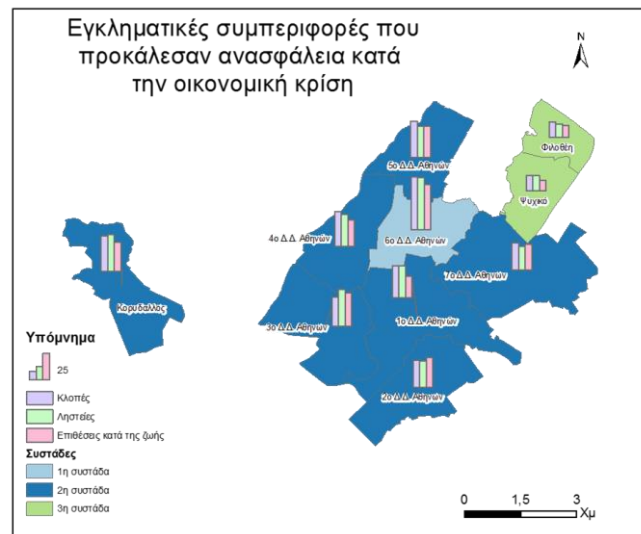 Εγκληματικές συμπεριφορές που
προκάλεσαν ανασφάλεια κατά
την οικονομική κρίση
N
Φιλοθέη
5ο Δ.Δ. Αθηνών
Ψυχικό
4ο Δ.Δ. Αθηνών
6ο Δ.Δ. Αθηνών
7ο Δ.Δ. Αθηνών
Κορυδαλλός
3ο Δ.Δ. Αθηνών
1ο Δ.Δ. Αθηνών
2ο Δ.Δ. Αθηνών
Υπόμνημα
25
Κλοπές
Ληστείες
Επιθέσεις κατά της ζωής
Συστάδες
1η συστάδα
2η συστάδα
3η συστάδα
0 1,5 3
Χμ